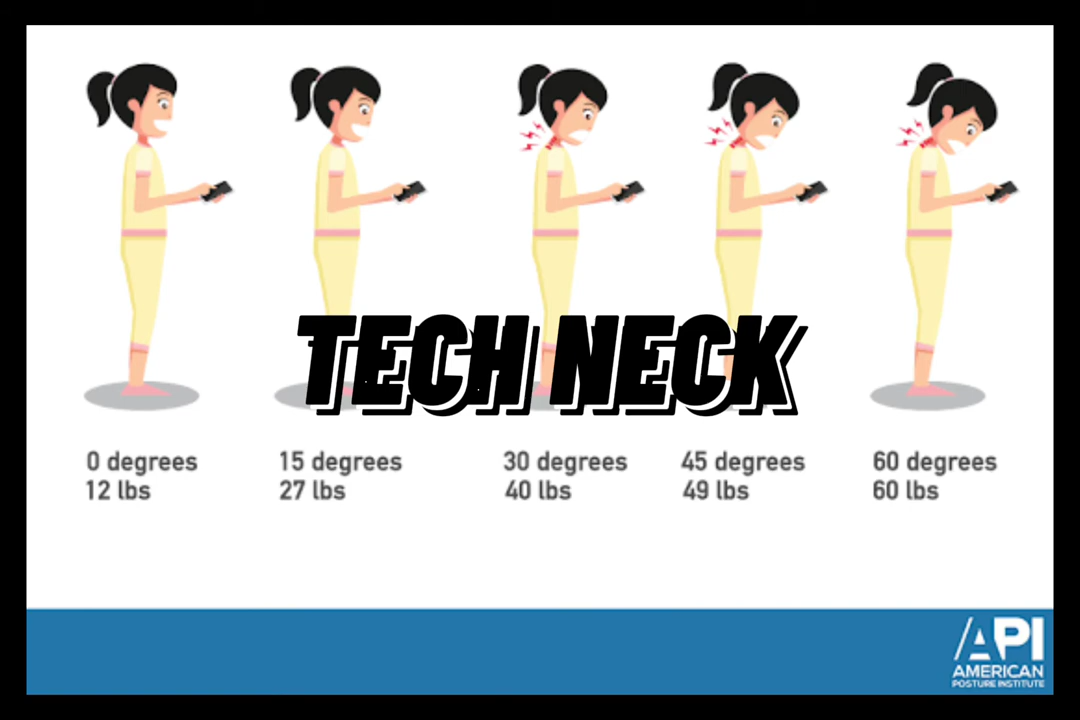 TECH NECK
0 degrees
12 lbs
15 degrees
27 lbs
30 degrees
40 lbs
45 degrees
49 lbs
60 degrees
60 lbs
API
AMERICAN
POSTURE INSTITUTE